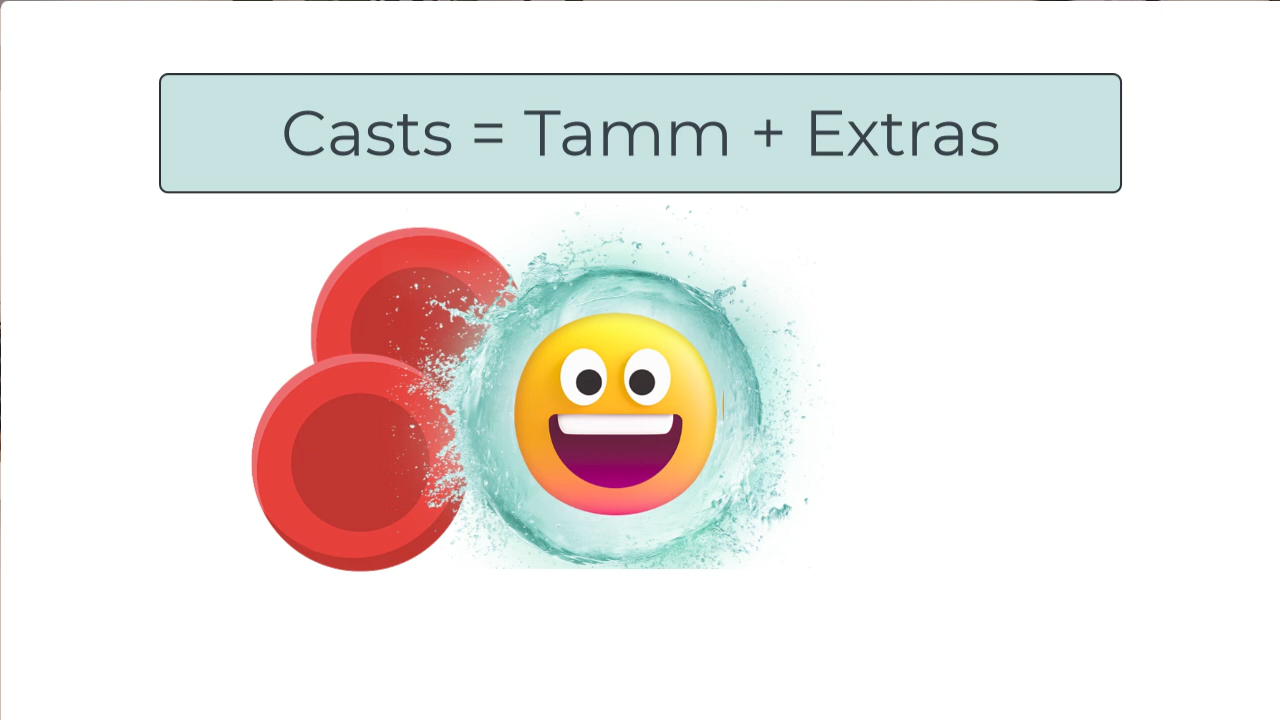 Casts = Tamm + Extras